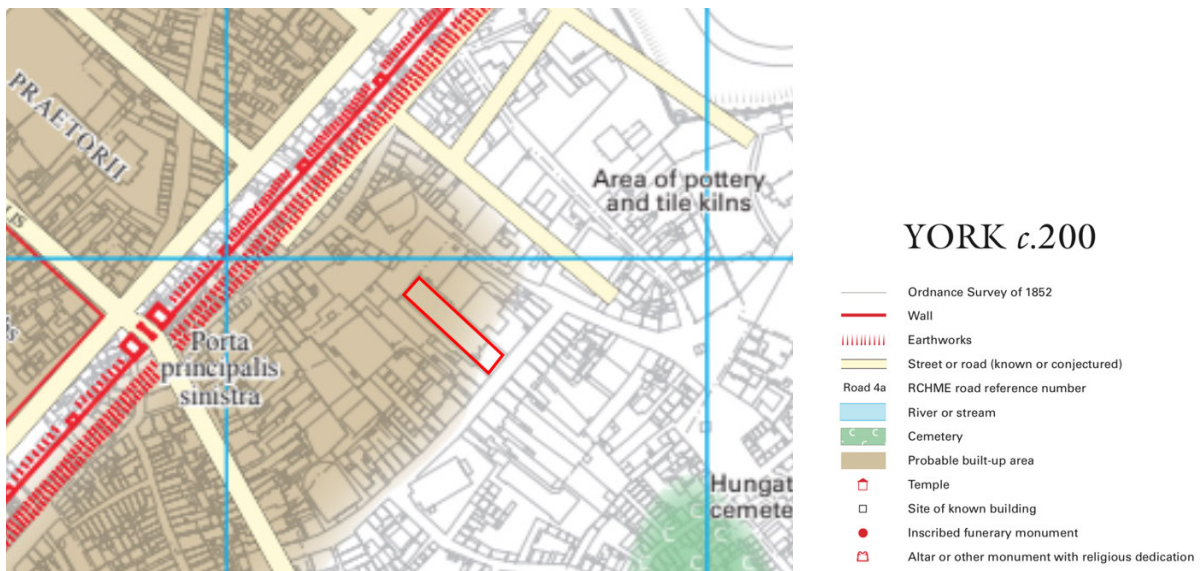 PRAETORII
Area of pottery
and tile kilns
Porta
principalis
sinistra
Hungat
cemete
YORK c.200
Ordnance Survey of 1852
Wall
Earthworks
Street or road (known or conjectured)
Road 4a RCHME road reference number
River or stream
Cemetery
Probable built-up area
Temple
Site of known building
Inscribed funerary monument
Altar or other monument with religious dedication